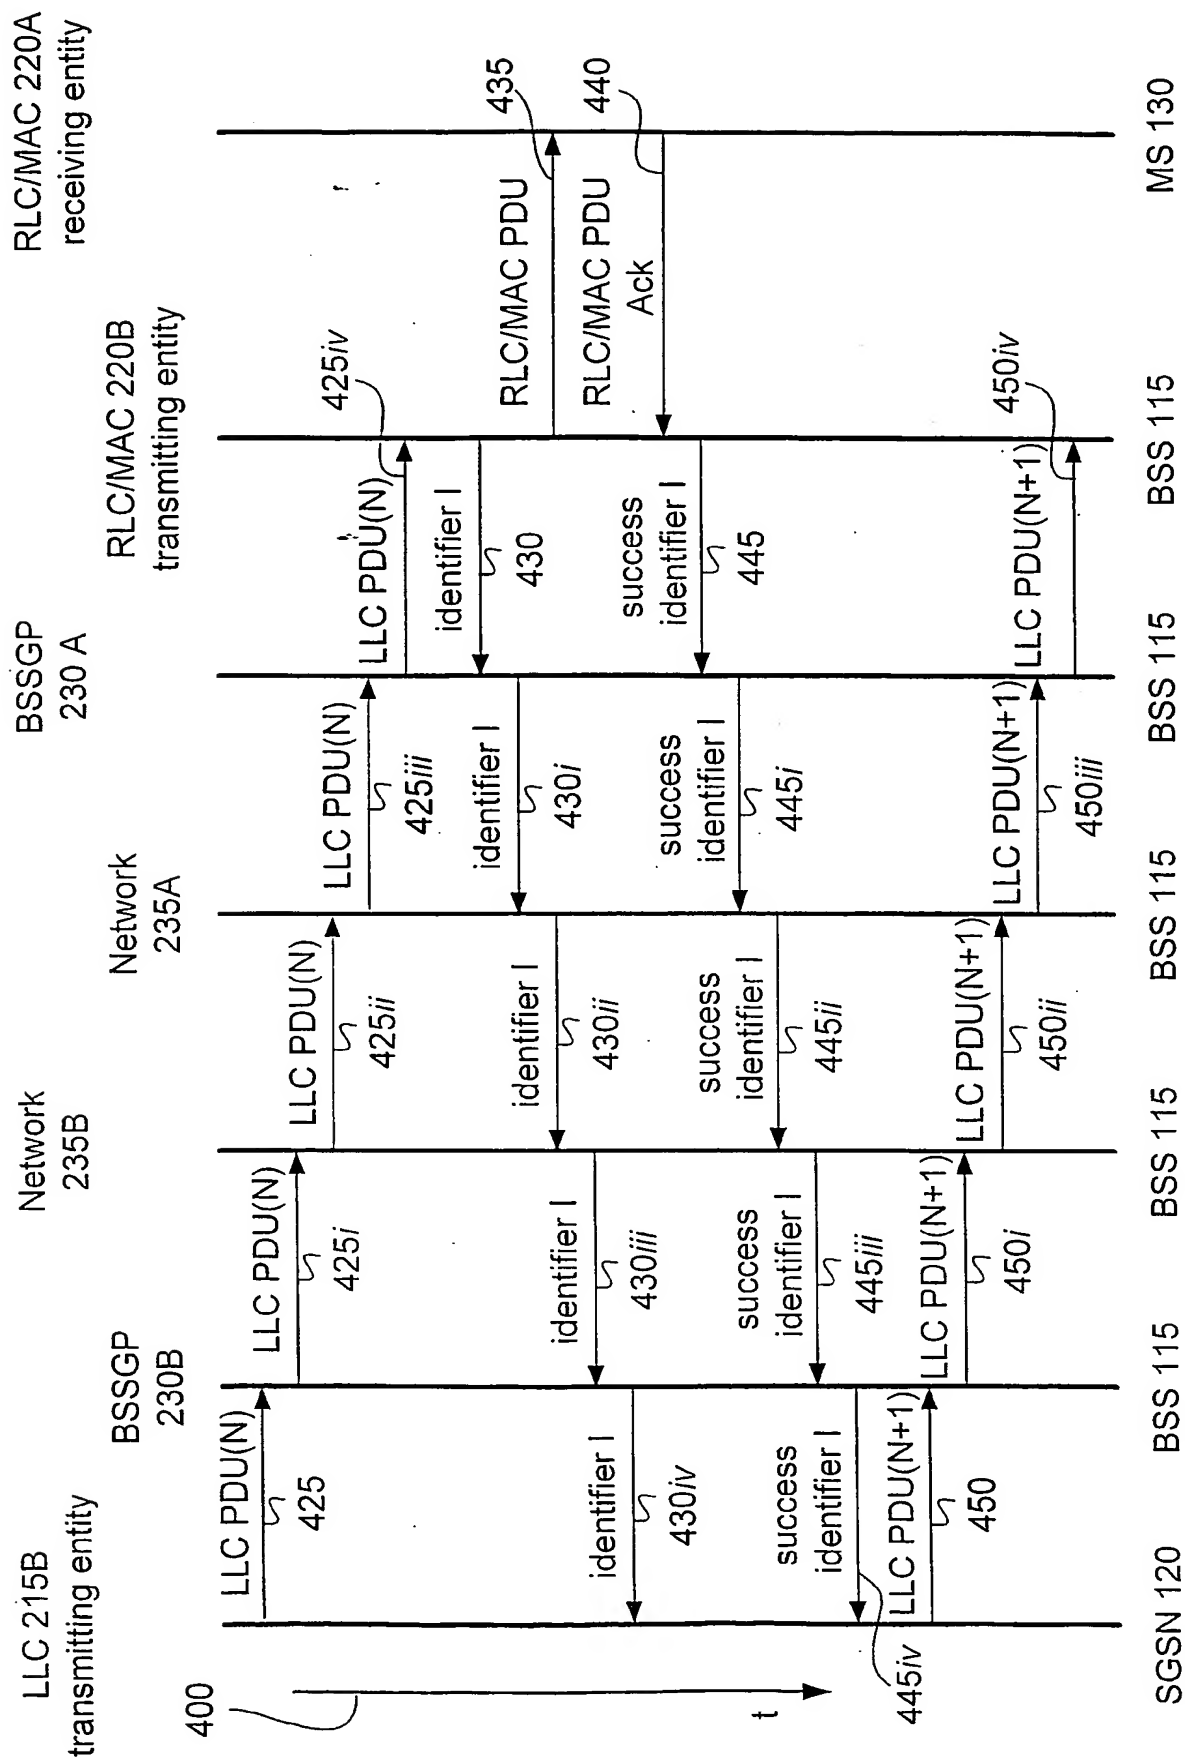 LLC 215B
transmitting entity
BSSGP
230B
Network
235B
Network
235A
BSSGP
230 A
RLC/MAC 220B
transmitting entity
RLC/MAC 220A
receiving entity
400
t
LLC PDU(N)
425
LLC PDU(N)
425i
LLC PDU(N)
425ii
LLC PDU(N)
425iii
LLC PDU(N)
425iv
identifier I
430
identifier I
430i
identifier I
430ii
identifier I
430iii
identifier I
430iv
RLC/MAC PDU
435
RLC/MAC PDU
Ack
440
success
identifier I
445
success
identifier I
445i
success
identifier I
445ii
success
identifier I
445iii
success
identifier I
445iv
LLC PDU(N+1)
450
LLC PDU(N+1)
450i
LLC PDU(N+1)
450ii
LLC PDU(N+1)
450iii
LLC PDU(N+1)
450iv
SGSN 120
BSS 115
BSS 115
BSS 115
BSS 115
BSS 115
MS 130